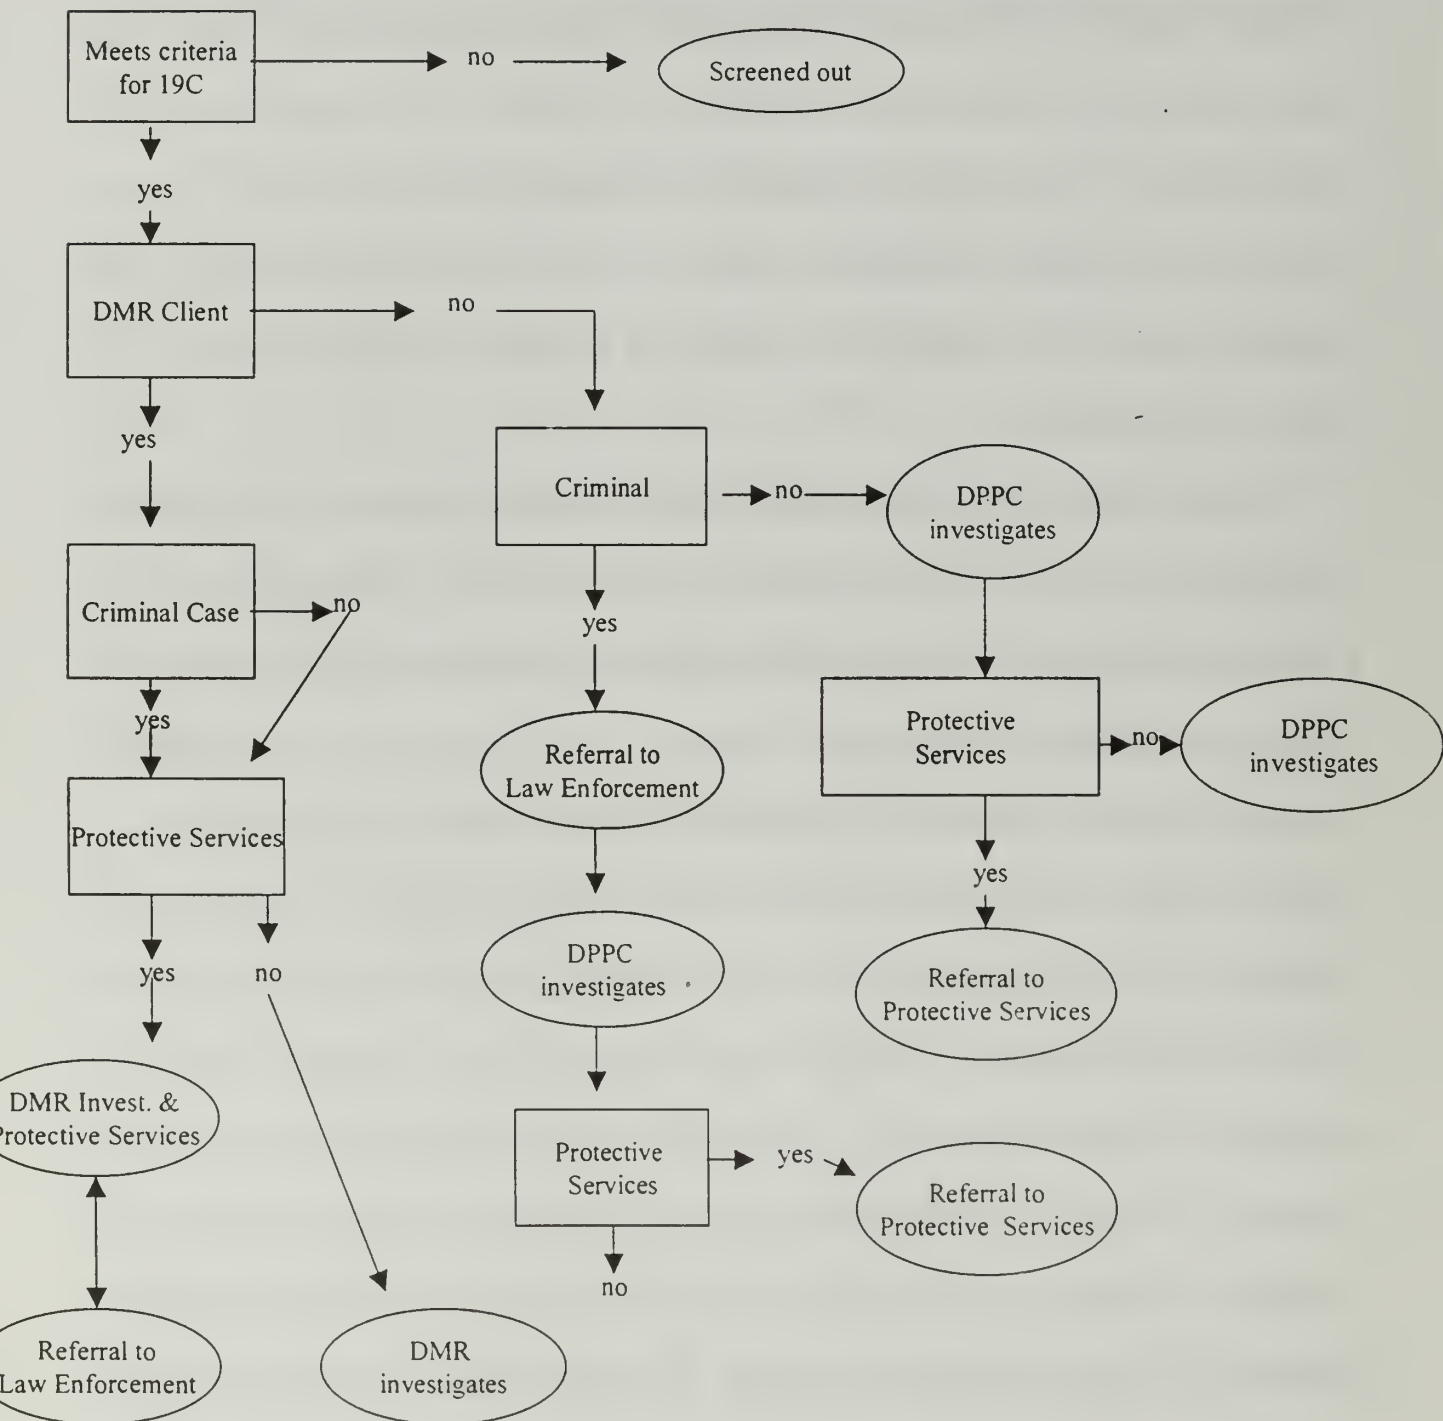 Meets criteria
for 19C
no
Screened out
yes
DMR Client
no
yes
Criminal
no
DPPC
investigates
Criminal Case
no
yes
yes
Protective
Services
no
DPPC
investigates
Referral to
Law Enforcement
Protective Services
yes
yes
no
DPPC
investigates
Referral to
Protective Services
DMR Invest. &
Protective Services
Protective
Services
yes
Referral to
Protective Services
no
Referral to
Law Enforcement
DMR
investigates